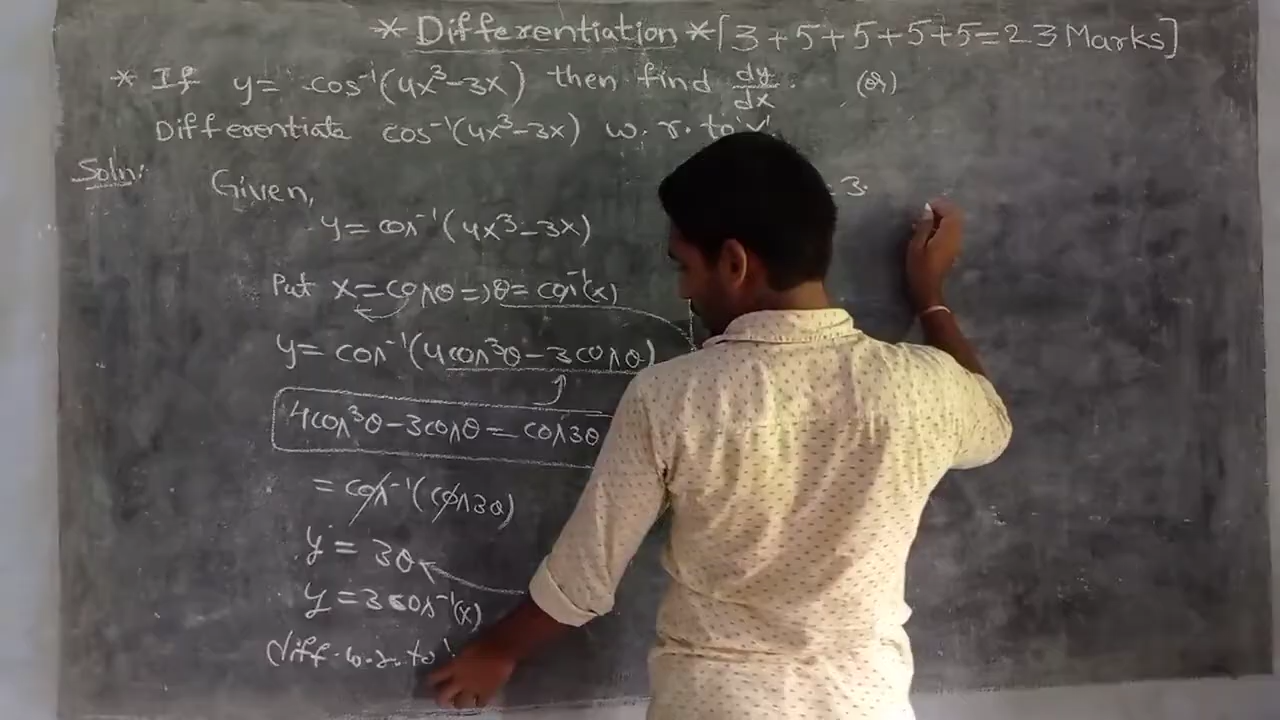 * Differentiation * [3+5+5+5+5=23 Marks]
* If y = cos⁻¹(4x³-3x) then find dy/dx. (or)
Differentiate cos⁻¹(4x³-3x) w.r.to 'x'
Soln:
Given,
y = cos⁻¹(4x³-3x)
Put x = cosθ => θ = cos⁻¹(x)
y = cos⁻¹(4cos³θ - 3cosθ)
4cos³θ - 3cosθ = cos3θ
= cos⁻¹(cos3θ)
y = 3θ
y = 3cos⁻¹(x)
diff. w.r. to '
3.